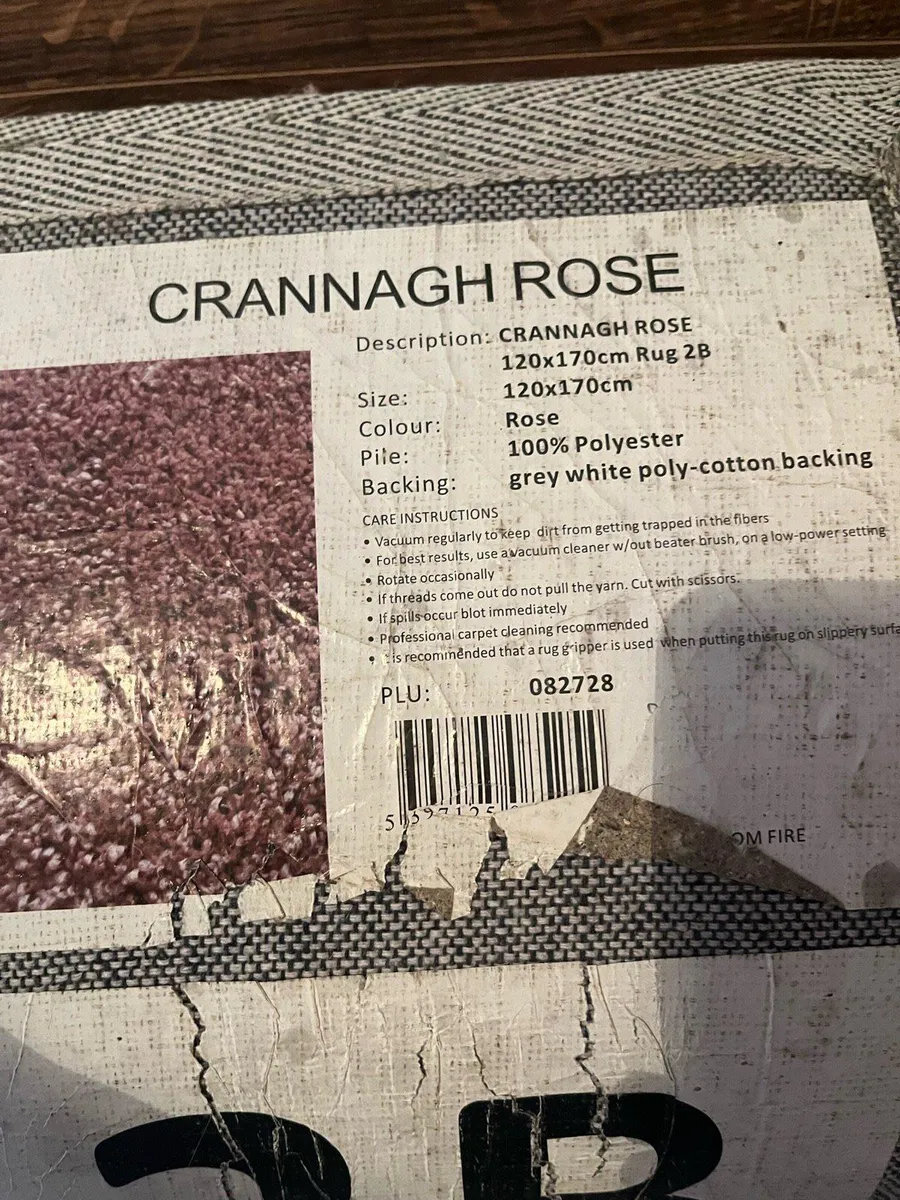 CRANNAGH ROSE
Description: CRANNAGH ROSE
120x170cm Rug 2B
Size: 120x170cm
Colour: Rose
Pile: 100% Polyester
Backing: grey white poly-cotton backing
CARE INSTRUCTIONS
• Vacuum regularly to keep dirt from getting trapped in the fibers
• For best results, use a vacuum cleaner w/out beater brush, on a low-power setting
• Rotate occasionally
• If threads come out do not pull the yarn. Cut with scissors.
• If spills occur blot immediately
• Professional carpet cleaning recommended
• is recommended that a rug gripper is used when putting this rug on slippery surfa
PLU: 082728
OM FIRE
2B